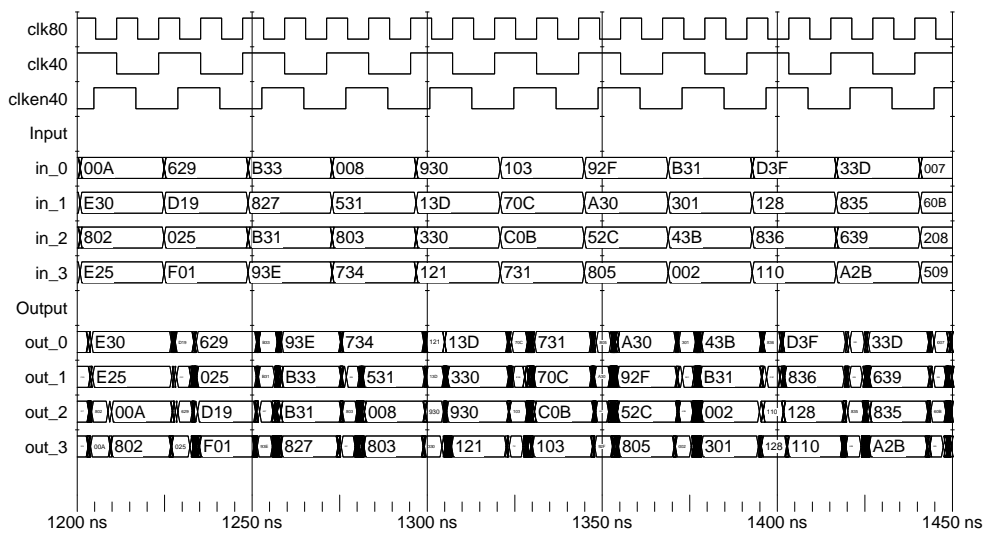 clk80
clk40
clken40
Input
in_0 00A 629 B33 008 930 103 92F B31 D3F 33D 007
in_1 E30 D19 827 531 13D 70C A30 301 128 835 60B
in_2 802 025 B31 803 330 C0B 52C 43B 836 639 208
in_3 E25 F01 93E 734 121 731 805 002 110 A2B 509
Output
out_0 E30 629 93E 734 121 13D 731 A30 43B D3F 33D
out_1 E25 025 B33 531 330 70C 92F B31 836 639
out_2 00A D19 B31 008 930 930 C0B 52C 002 110 128 835
out_3 00A 802 025 F01 827 803 121 103 805 301 128 110 A2B
1200 ns 1250 ns 1300 ns 1350 ns 1400 ns 1450 ns